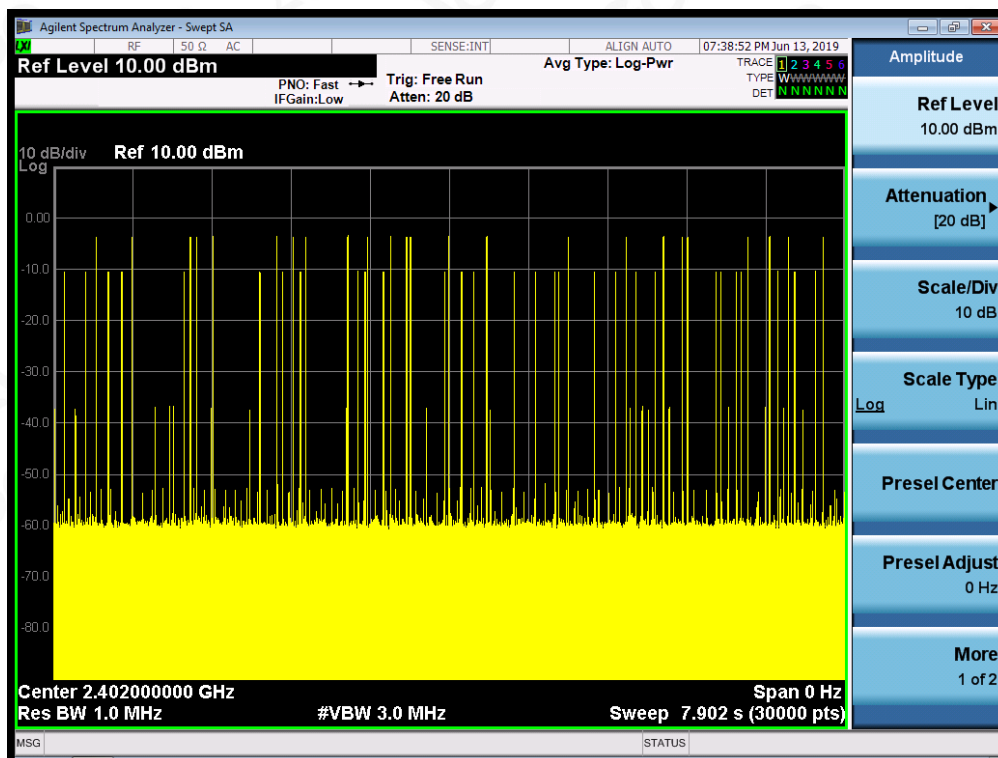 Agilent Spectrum Analyzer - Swept SA
LXI RF 50 Ω AC SENSE:INT ALIGN AUTO 07:38:52 PM Jun 13, 2019
Ref Level 10.00 dBm
PNO: Fast
IFGain:Low
Trig: Free Run
Atten: 20 dB
Avg Type: Log-Pwr
TRACE 1 2 3 4 5 6
TYPE WWWWWW
DET N N N N N N
10 dB/div Ref 10.00 dBm
Log
0.00
-10.0
-20.0
-30.0
-40.0
-50.0
-60.0
-70.0
-80.0
Center 2.402000000 GHz Span 0 Hz
Res BW 1.0 MHz #VBW 3.0 MHz Sweep 7.902 s (30000 pts)
MSG STATUS
Amplitude
Ref Level
10.00 dBm
Attenuation
[20 dB]
Scale/Div
10 dB
Scale Type
Log Lin
Presel Center
Presel Adjust
0 Hz
More
1 of 2